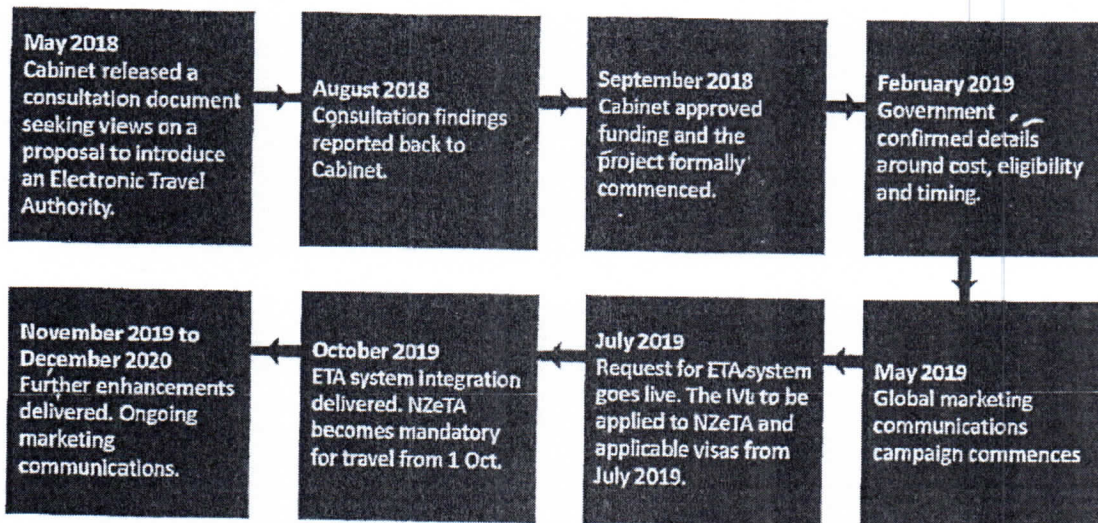 May 2018
Cabinet released a
consultation document
seeking views on a
proposal to introduce
an Electronic Travel
Authority.
August 2018
Consultation findings
reported back to
Cabinet.
September 2018
Cabinet approved
funding and the
project formally
commenced.
February 2019
Government
confirmed details
around cost, eligibility
and timing.
May 2019
Global marketing
communications
campaign commences
July 2019
Request for ETA system
goes live. The IVL to be
applied to NZeTA and
applicable visas from
July 2019.
October 2019
ETA system integration
delivered. NZeTA
becomes mandatory
for travel from 1 Oct.
November 2019 to
December 2020
Further enhancements
delivered. Ongoing
marketing
communications.